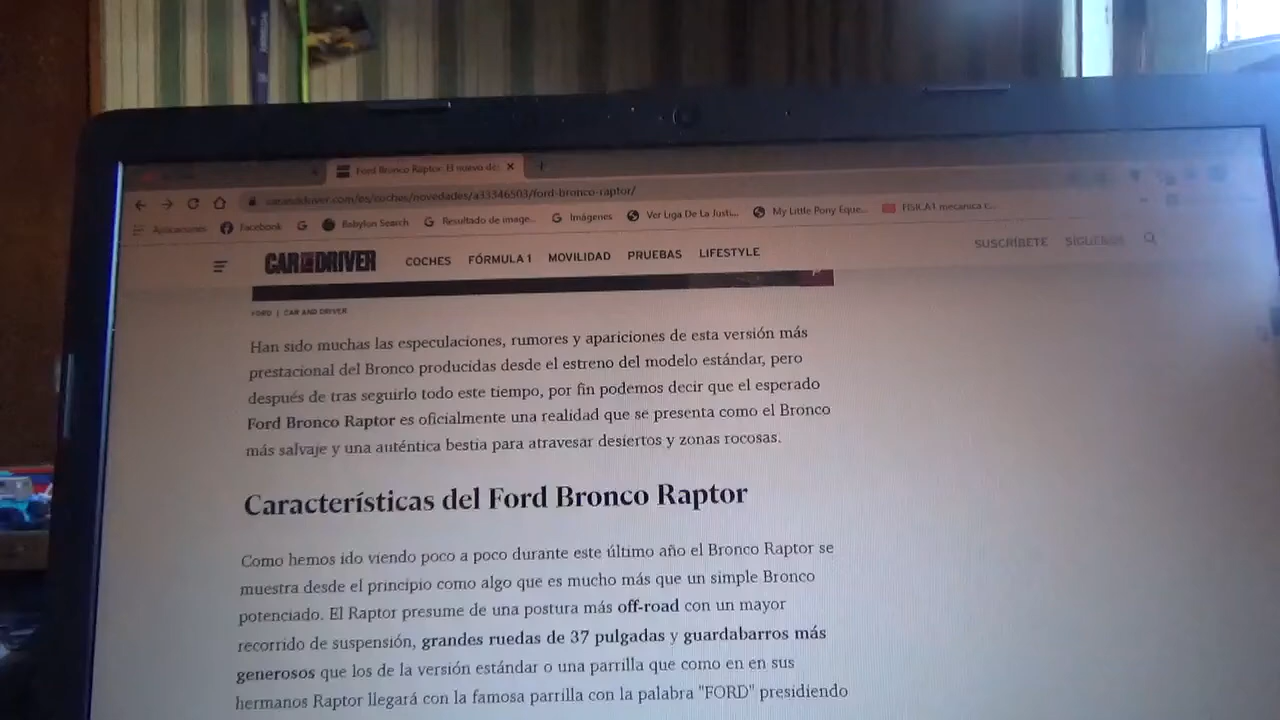 Ford Bronco Raptor: El nuevo de
caranddriver.com/es/coches/novedades/a33346503/ford-bronco-raptor/
Aplicaciones
Facebook
Babylon Search
Resultado de image...
Imágenes
Ver Liga De La Justi...
My Little Pony Eque...
FISICA1 mecanica c...
CAR AND DRIVER
COCHES
FÓRMULA 1
MOVILIDAD
PRUEBAS
LIFESTYLE
SUSCRÍBETE
SÍGUENOS
FORD | CAR AND DRIVER
Han sido muchas las especulaciones, rumores y apariciones de esta versión más
prestacional del Bronco producidas desde el estreno del modelo estándar, pero
después de tras seguirlo todo este tiempo, por fin podemos decir que el esperado
Ford Bronco Raptor es oficialmente una realidad que se presenta como el Bronco
más salvaje y una auténtica bestia para atravesar desiertos y zonas rocosas.
Características del Ford Bronco Raptor
Como hemos ido viendo poco a poco durante este último año el Bronco Raptor se
muestra desde el principio como algo que es mucho más que un simple Bronco
potenciado. El Raptor presume de una postura más off-road con un mayor
recorrido de suspensión, grandes ruedas de 37 pulgadas y guardabarros más
generosos que los de la versión estándar o una parrilla que como en en sus
hermanos Raptor llegará con la famosa parrilla con la palabra "FORD" presidiendo